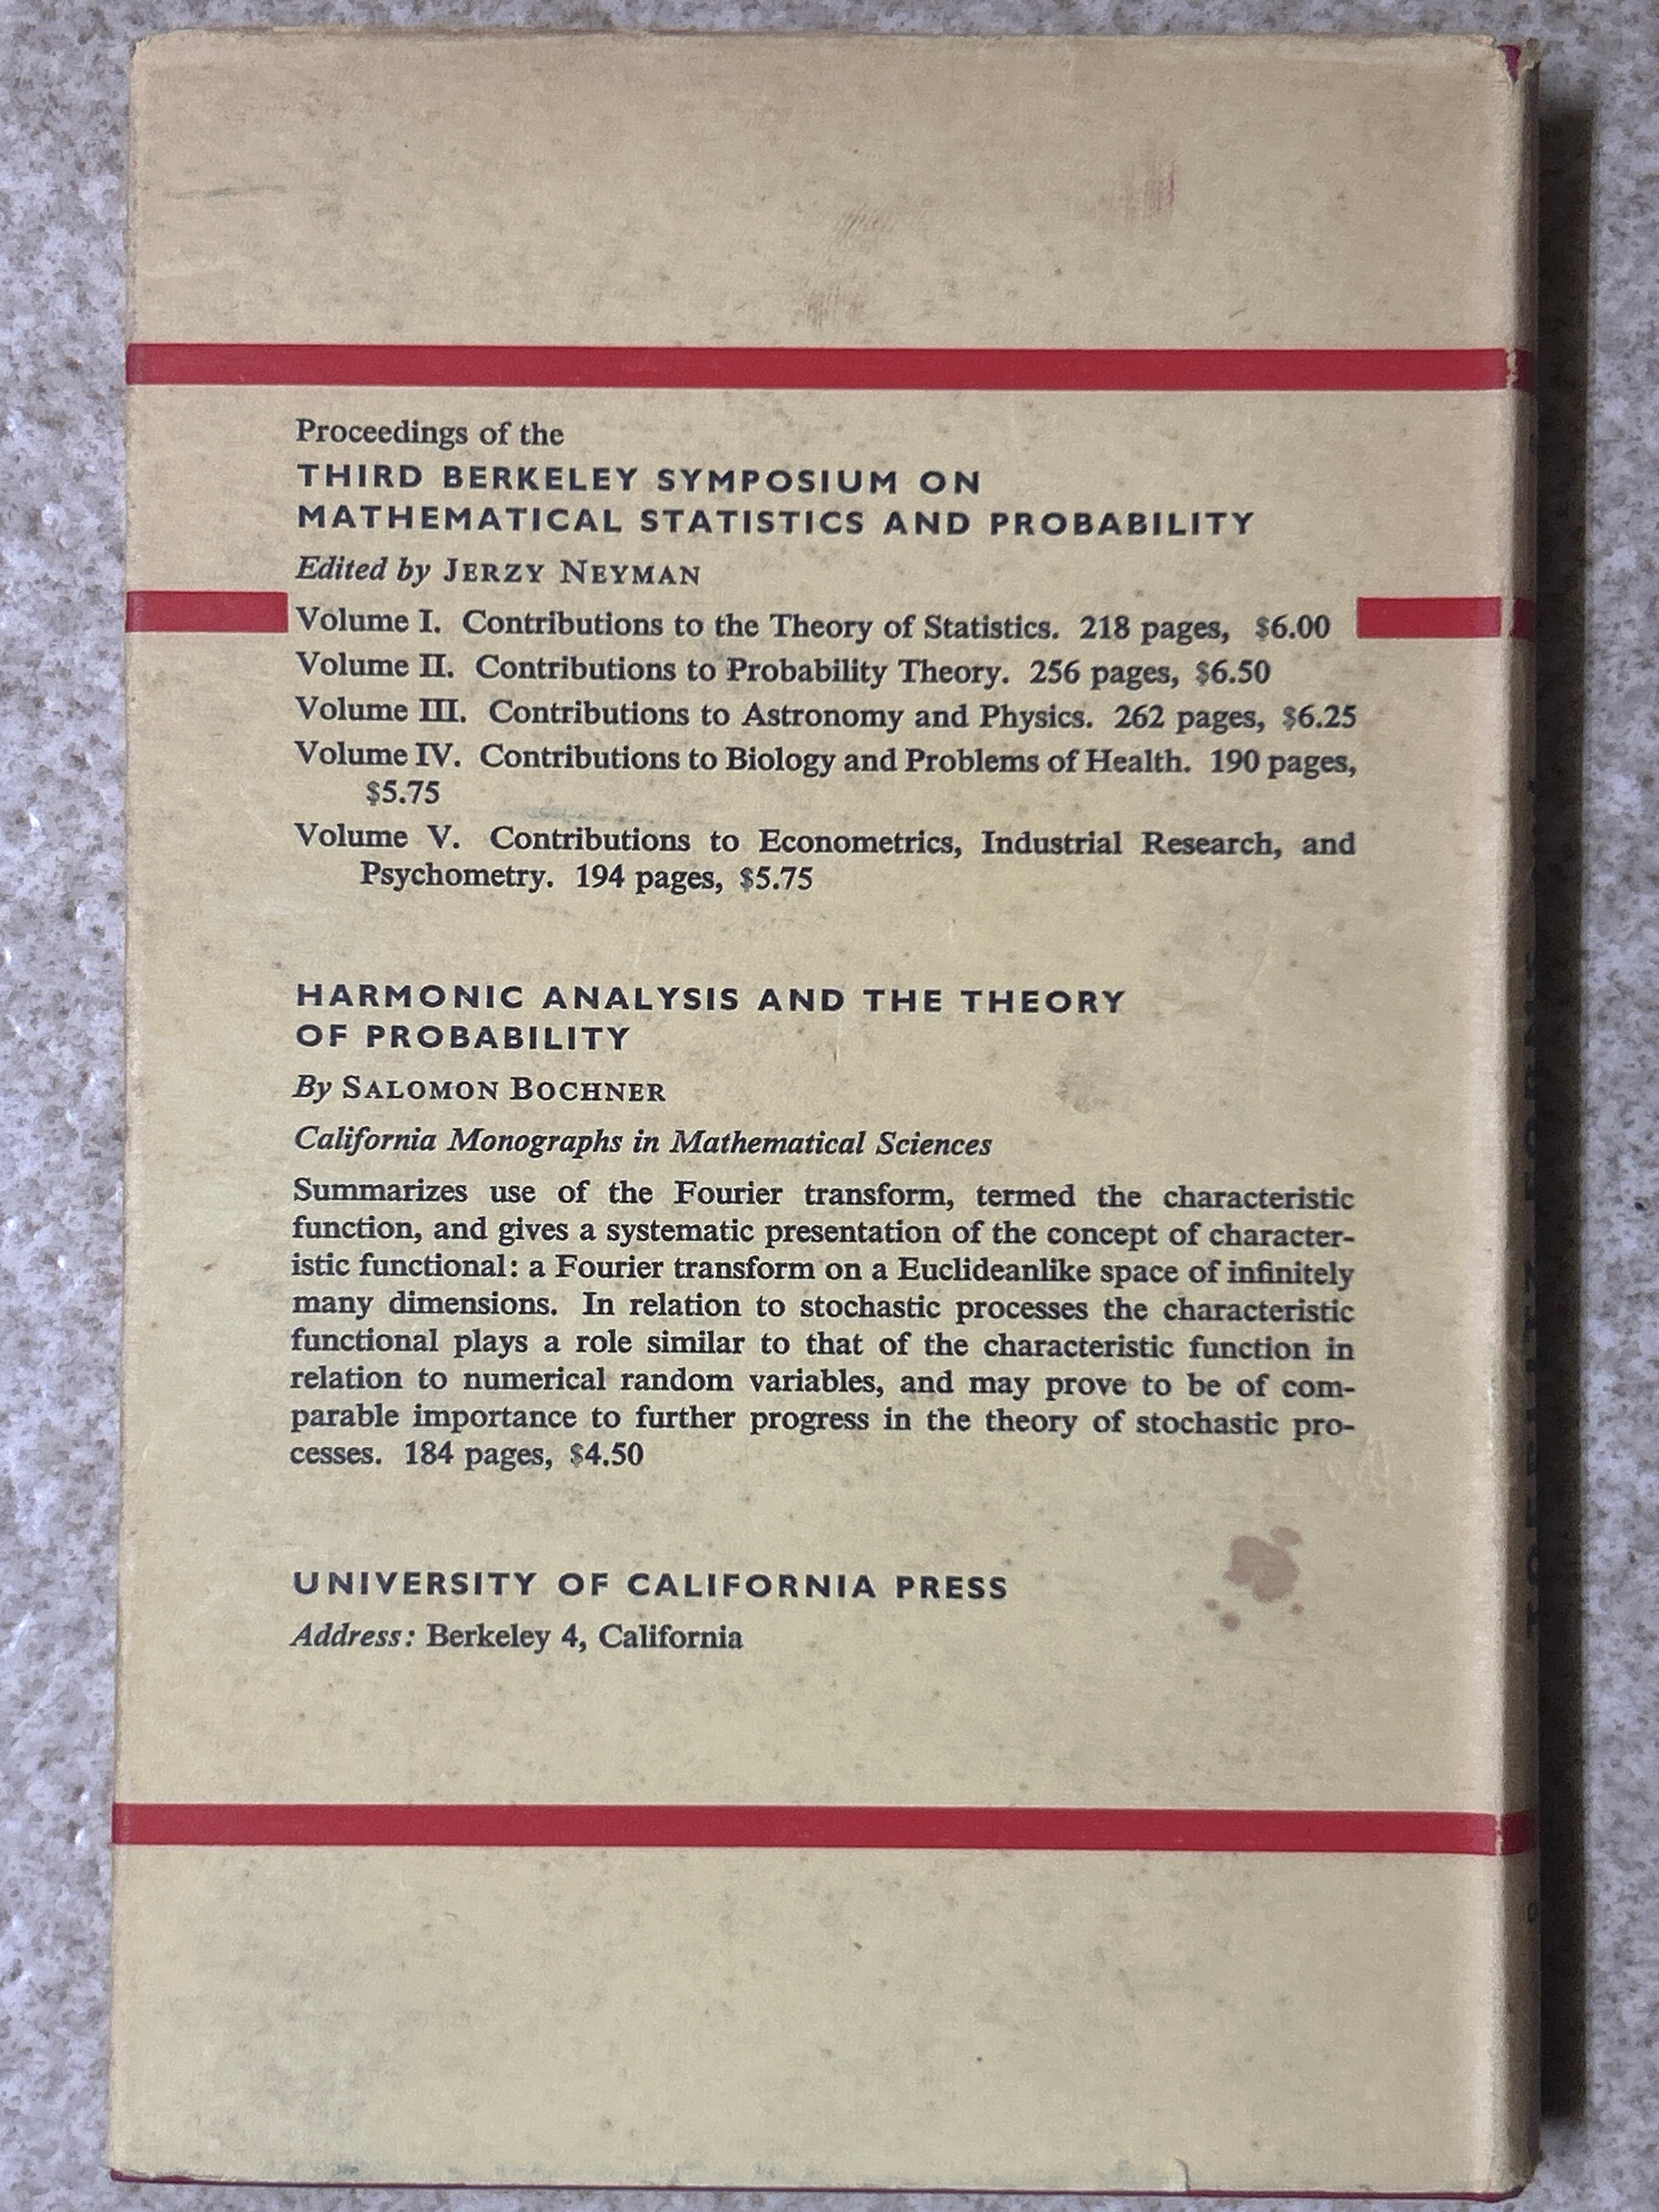 Proceedings of the
THIRD BERKELEY SYMPOSIUM ON
MATHEMATICAL STATISTICS AND PROBABILITY
Edited by JERZY NEYMAN
Volume I. Contributions to the Theory of Statistics. 218 pages, $6.00
Volume II. Contributions to Probability Theory. 256 pages, $6.50
Volume III. Contributions to Astronomy and Physics. 262 pages, $6.25
Volume IV. Contributions to Biology and Problems of Health. 190 pages,
$5.75
Volume V. Contributions to Econometrics, Industrial Research, and
Psychometry. 194 pages, $5.75
HARMONIC ANALYSIS AND THE THEORY
OF PROBABILITY
By SALOMON BOCHNER
California Monographs in Mathematical Sciences
Summarizes use of the Fourier transform, termed the characteristic
function, and gives a systematic presentation of the concept of character-
istic functional: a Fourier transform on a Euclideanlike space of infinitely
many dimensions. In relation to stochastic processes the characteristic
functional plays a role similar to that of the characteristic function in
relation to numerical random variables, and may prove to be of com-
parable importance to further progress in the theory of stochastic pro-
cesses. 184 pages, $4.50
UNIVERSITY OF CALIFORNIA PRESS
Address: Berkeley 4, California